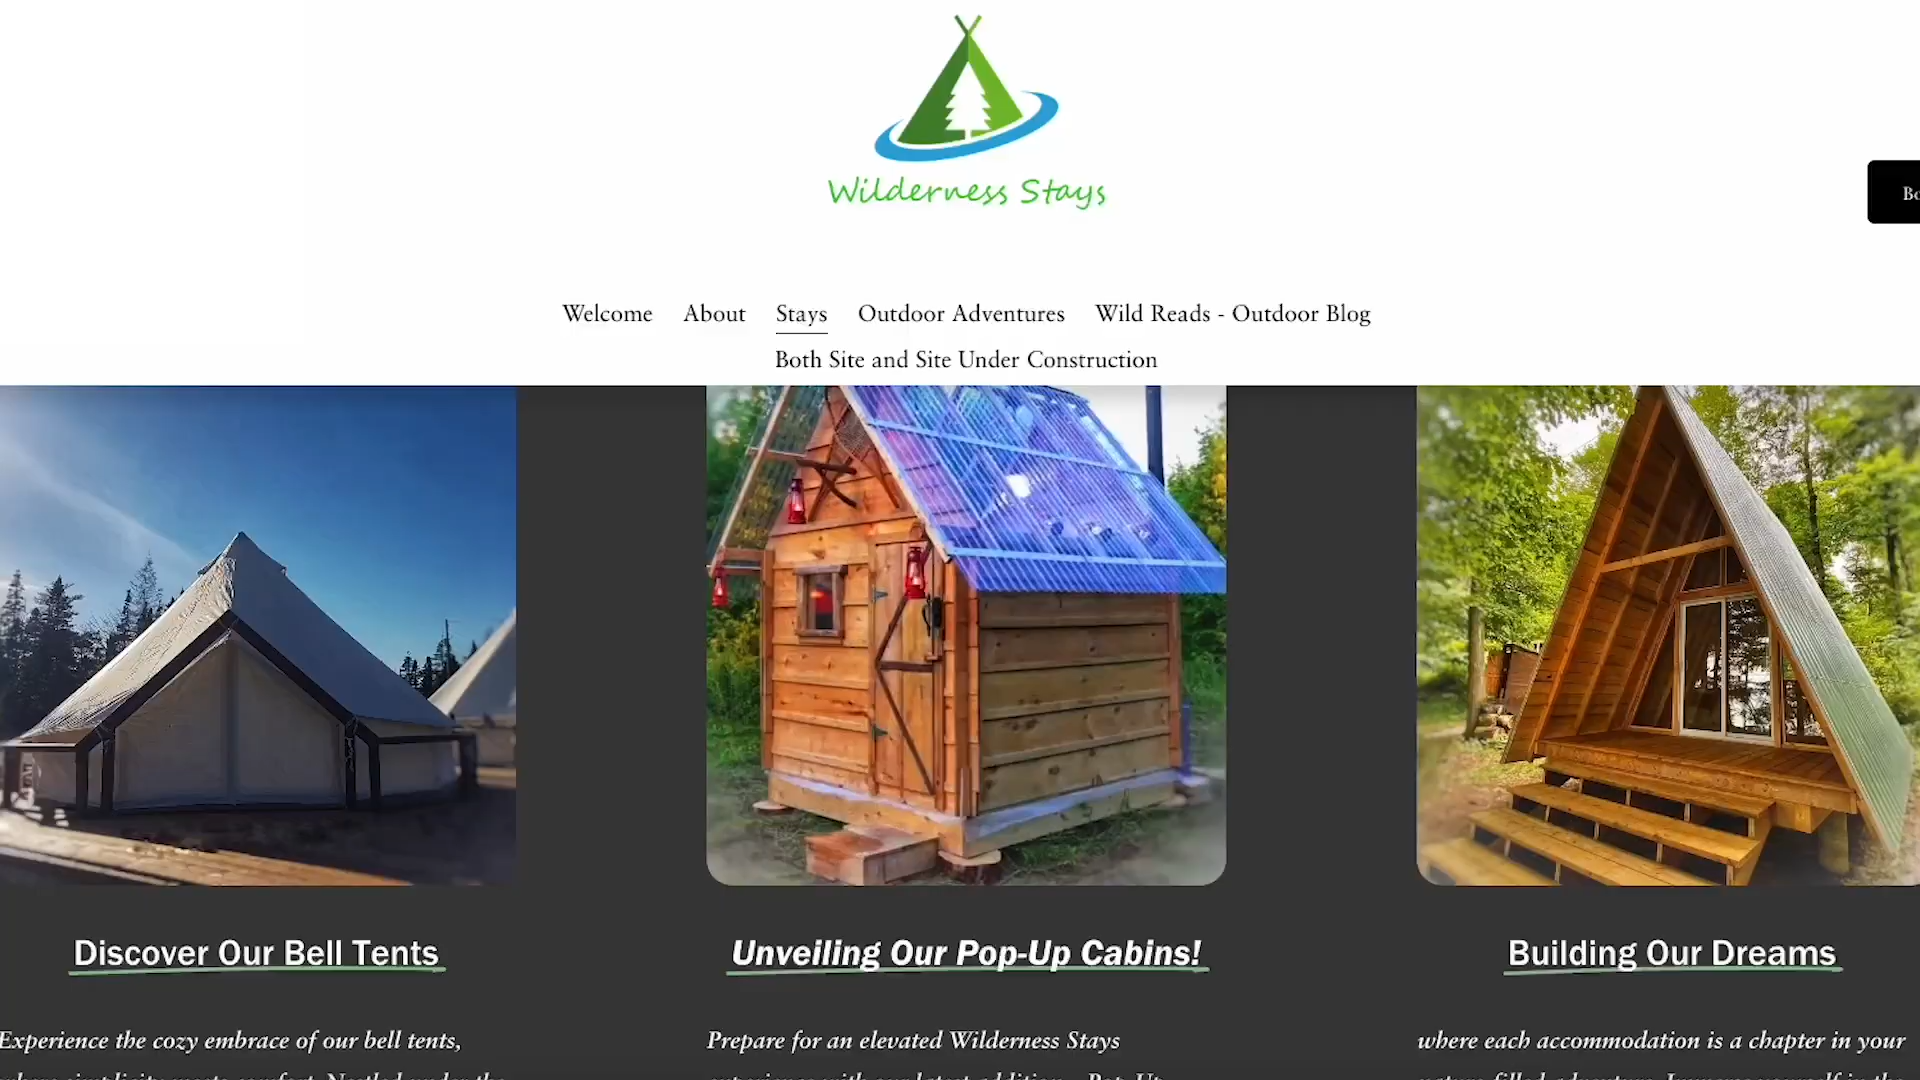 Wilderness Stays
Welcome About Stays Outdoor Adventures Wild Reads - Outdoor Blog
Both Site and Site Under Construction
Discover Our Bell Tents
Unveiling Our Pop-Up Cabins!
Building Our Dreams
Experience the cozy embrace of our bell tents,
Prepare for an elevated Wilderness Stays
where each accommodation is a chapter in your